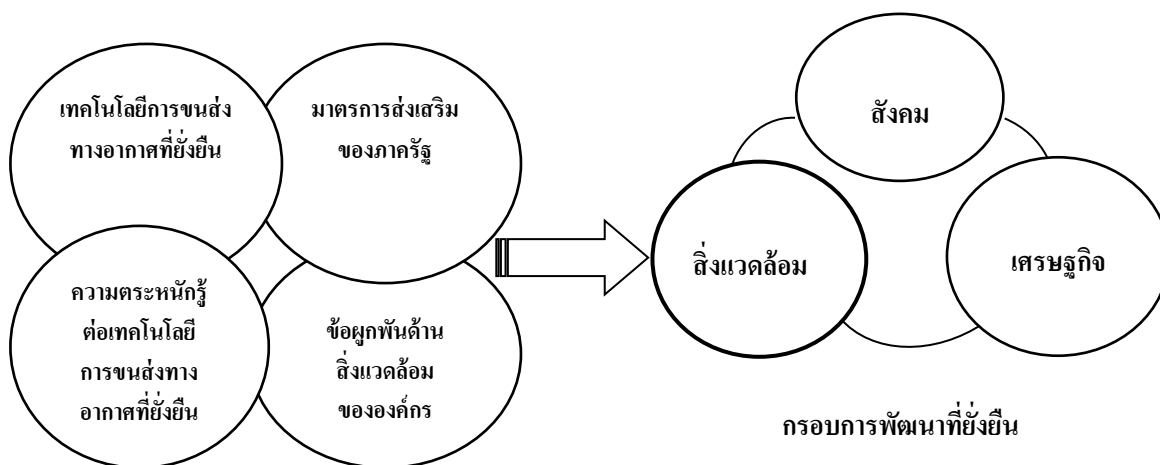 เทคโนโลยีการขนส่ง
ทางอากาศที่ยั่งยืน
มาตรการส่งเสริม
ของภาครัฐ
ความตระหนักรู้
ต่อเทคโนโลยี
การขนส่งทาง
อากาศที่ยั่งยืน
ข้อผูกพันด้าน
สิ่งแวดล้อม
ขององค์กร
สังคม
สิ่งแวดล้อม
เศรษฐกิจ
กรอบการพัฒนาที่ยั่งยืน